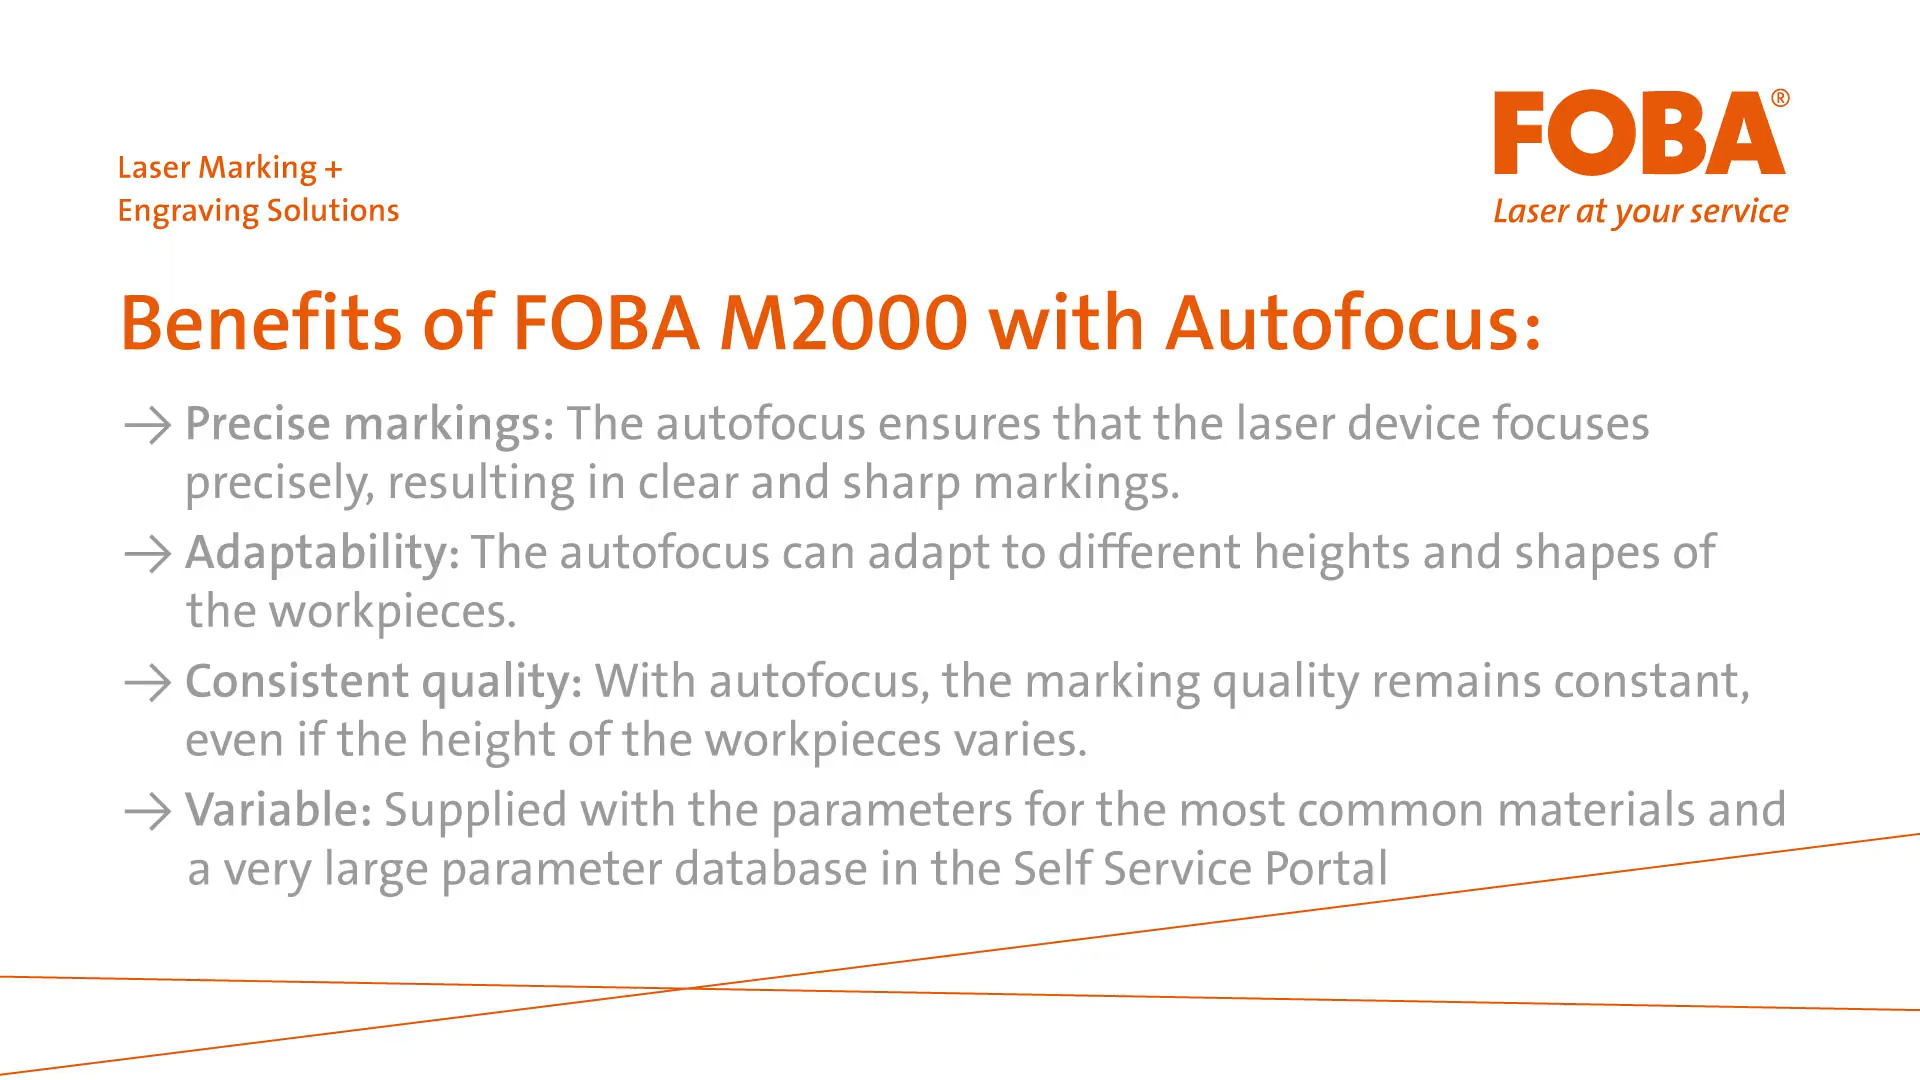 FOBA®
Laser Marking +
Engraving Solutions
Laser at your service
Benefits of FOBA M2000 with Autofocus:
→ Precise markings: The autofocus ensures that the laser device focuses
precisely, resulting in clear and sharp markings.
→ Adaptability: The autofocus can adapt to different heights and shapes of
the workpieces.
→ Consistent quality: With autofocus, the marking quality remains constant,
even if the height of the workpieces varies.
→ Variable: Supplied with the parameters for the most common materials and
a very large parameter database in the Self Service Portal